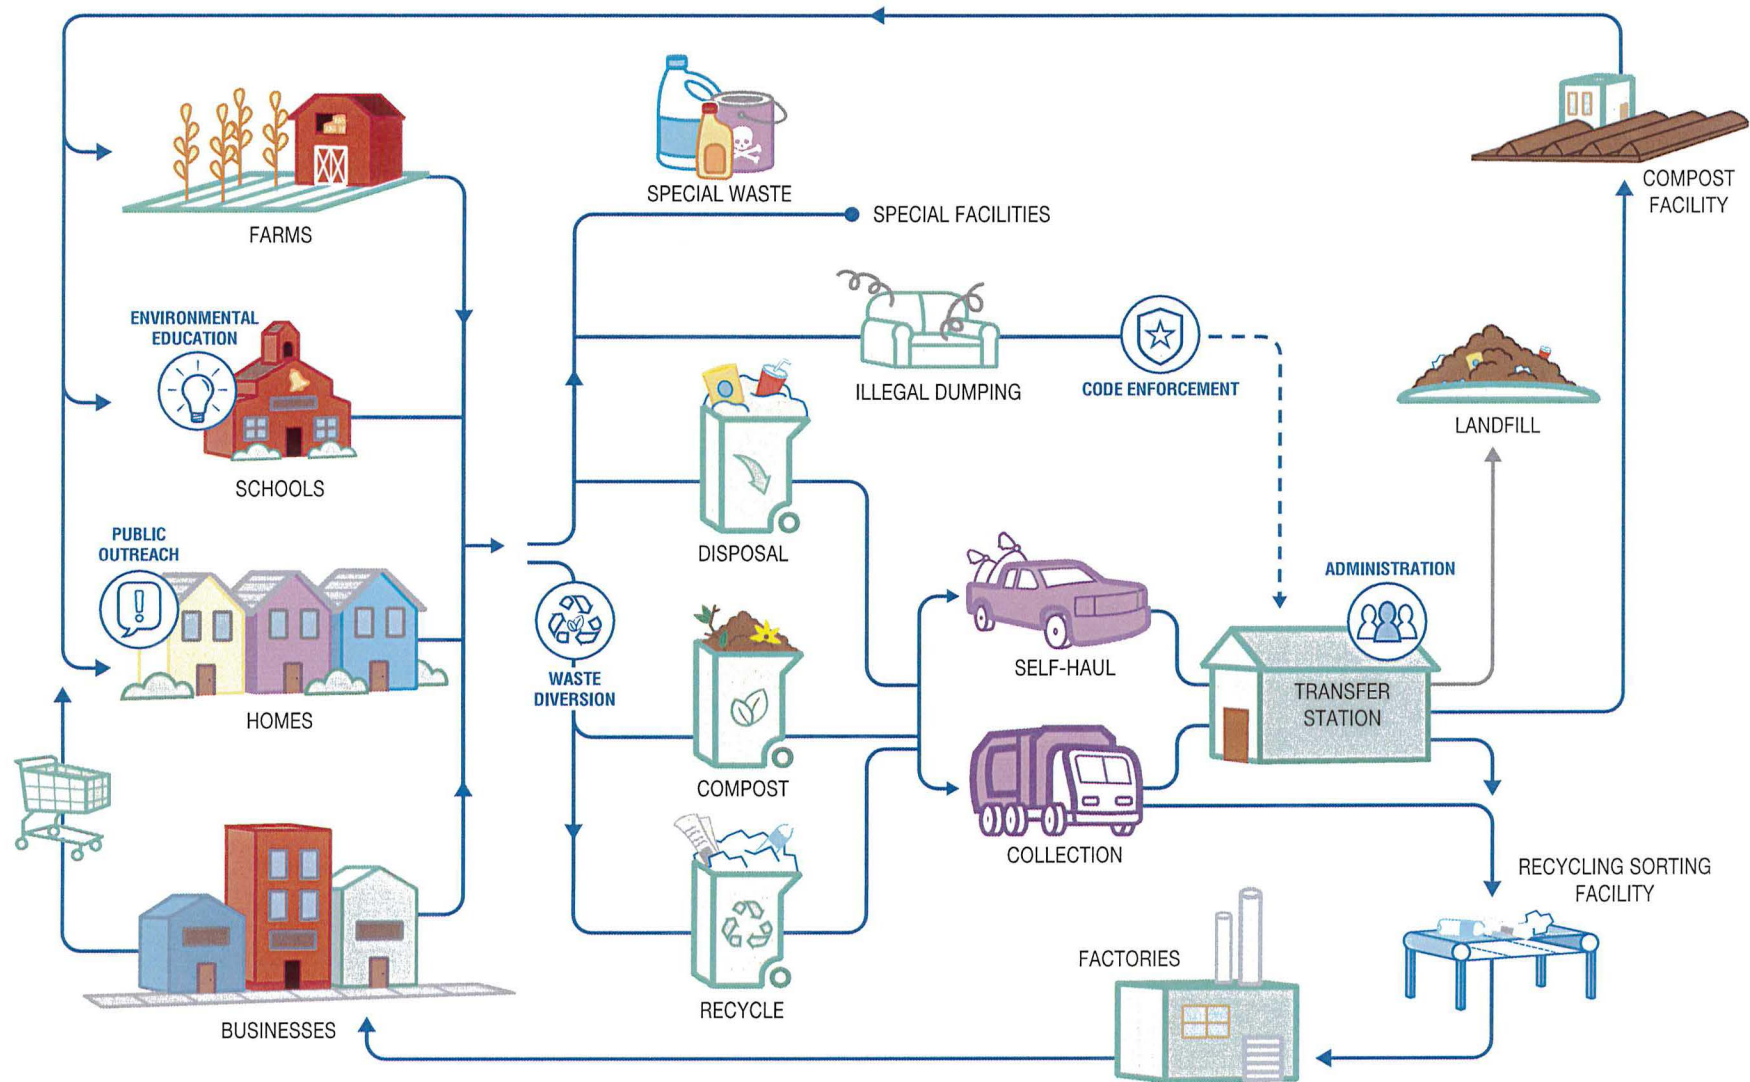 SPECIAL WASTE
SPECIAL FACILITIES
COMPOST
FACILITY
FARMS
ENVIRONMENTAL
EDUCATION
SCHOOLS
ILLEGAL DUMPING
CODE ENFORCEMENT
LANDFILL
PUBLIC
OUTREACH
HOMES
DISPOSAL
WASTE
DIVERSION
SELF-HAUL
ADMINISTRATION
TRANSFER
STATION
COMPOST
COLLECTION
RECYCLING SORTING
FACILITY
FACTORIES
RECYCLE
BUSINESSES